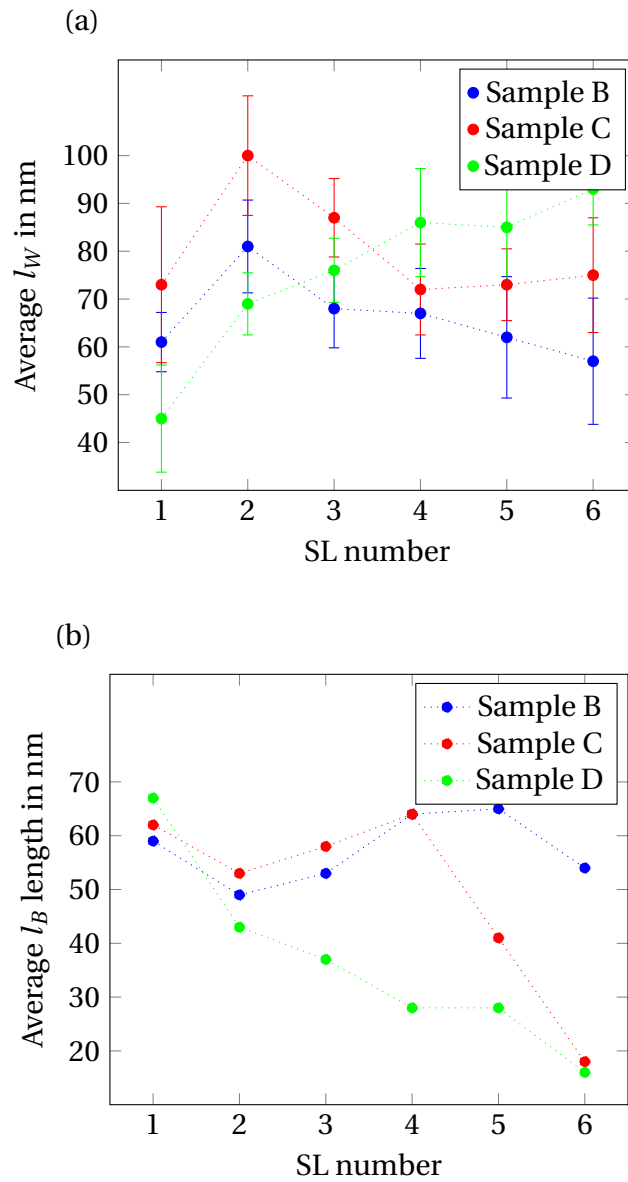 (a)
Sample B
Sample C
Sample D
100
90
80
70
60
50
40
Average l_W in nm
1 2 3 4 5 6
SL number
(b)
Sample B
Sample C
Sample D
70
60
50
40
30
20
Average l_B length in nm
1 2 3 4 5 6
SL number